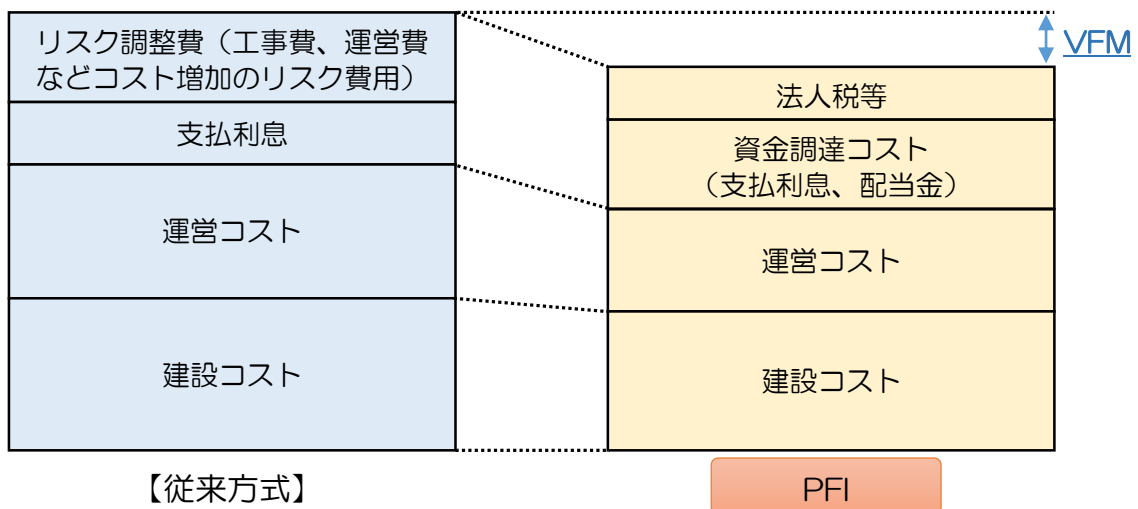 リスク調整費（工事費、運営費
などコスト増加のリスク費用）
支払利息
運営コスト
建設コスト
【従来方式】
VFM
法人税等
資金調達コスト
（支払利息、配当金）
運営コスト
建設コスト
PFI